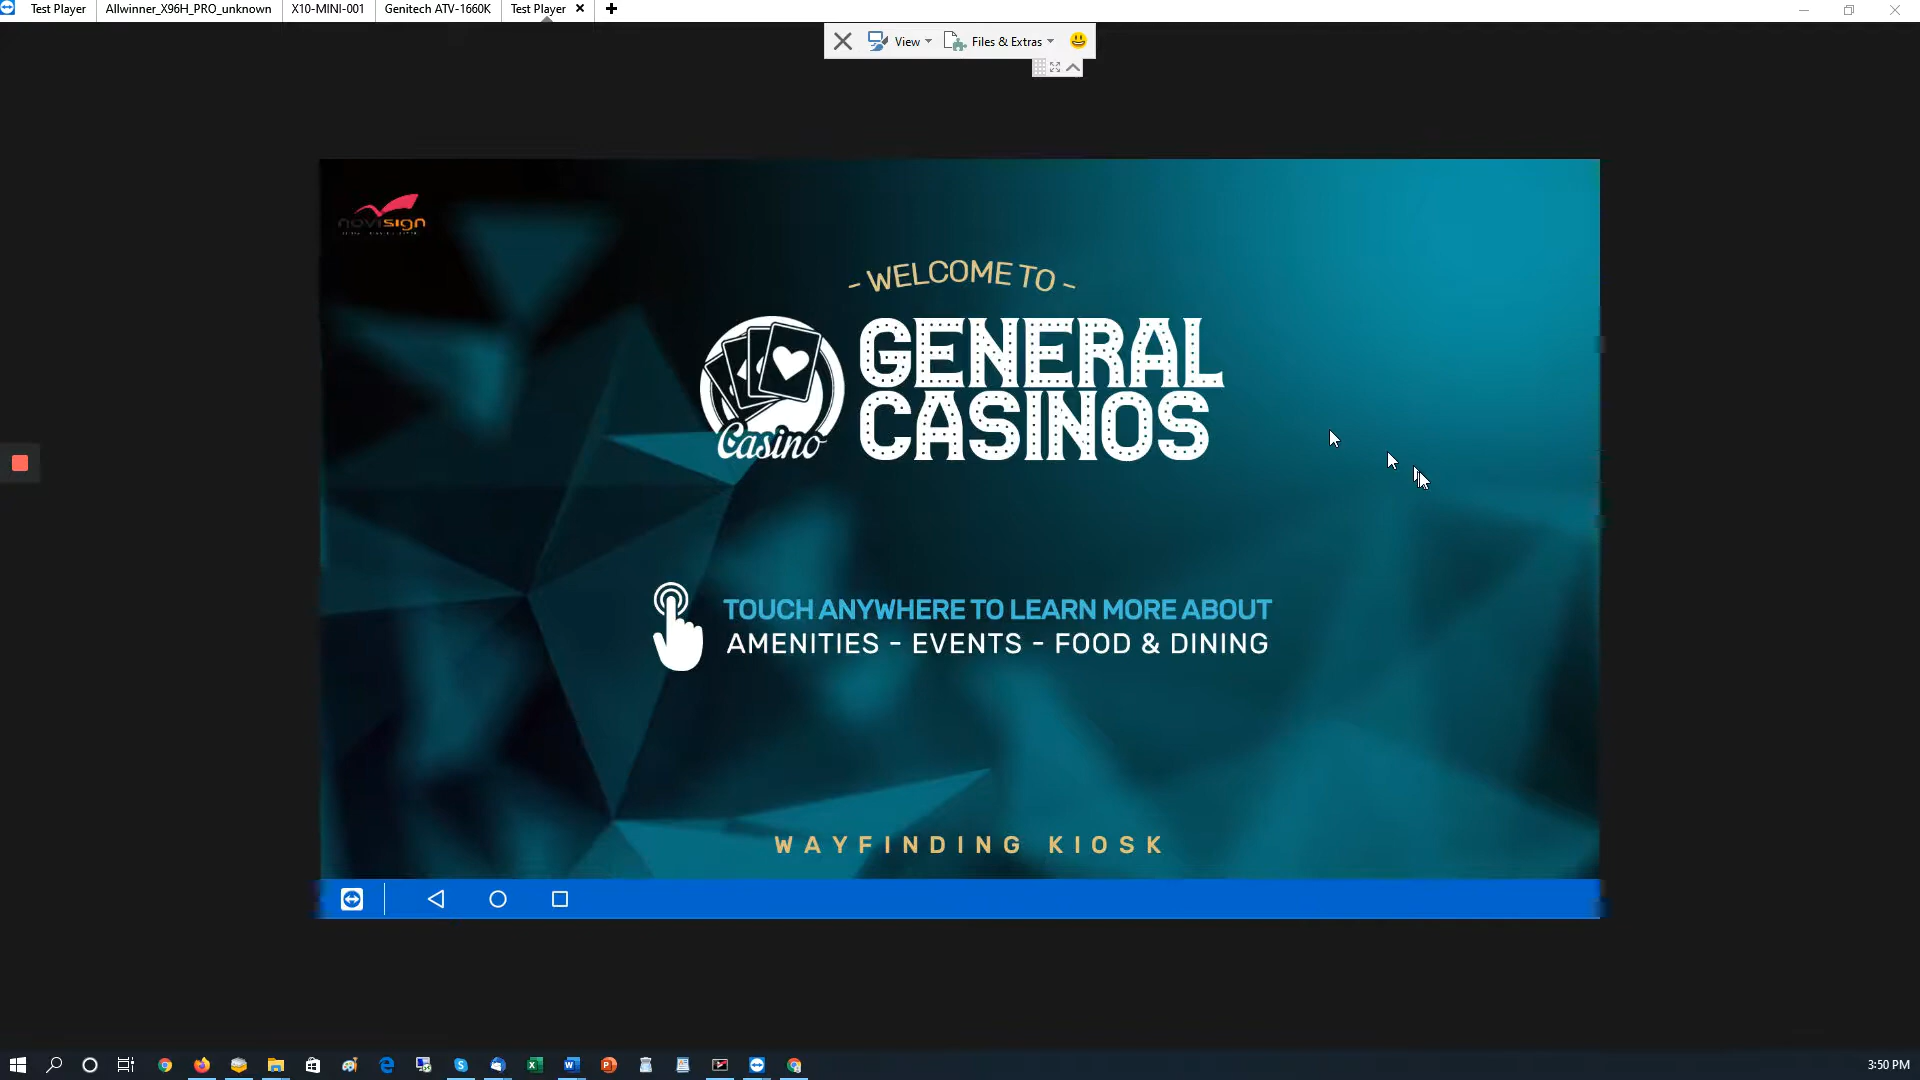 Test Player
Allwinner_X96H_PRO_unknown
X10-MINI-001
Genitech ATV-1660K
Test Player
View
Files & Extras
novisign
- WELCOME TO -
GENERAL
CASINOS
Casino
TOUCH ANYWHERE TO LEARN MORE ABOUT
AMENITIES - EVENTS - FOOD & DINING
WAYFINDING KIOSK
3:50 PM